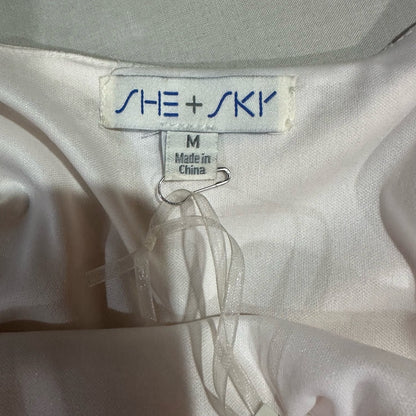 SHE + SKY
M
Made in
China